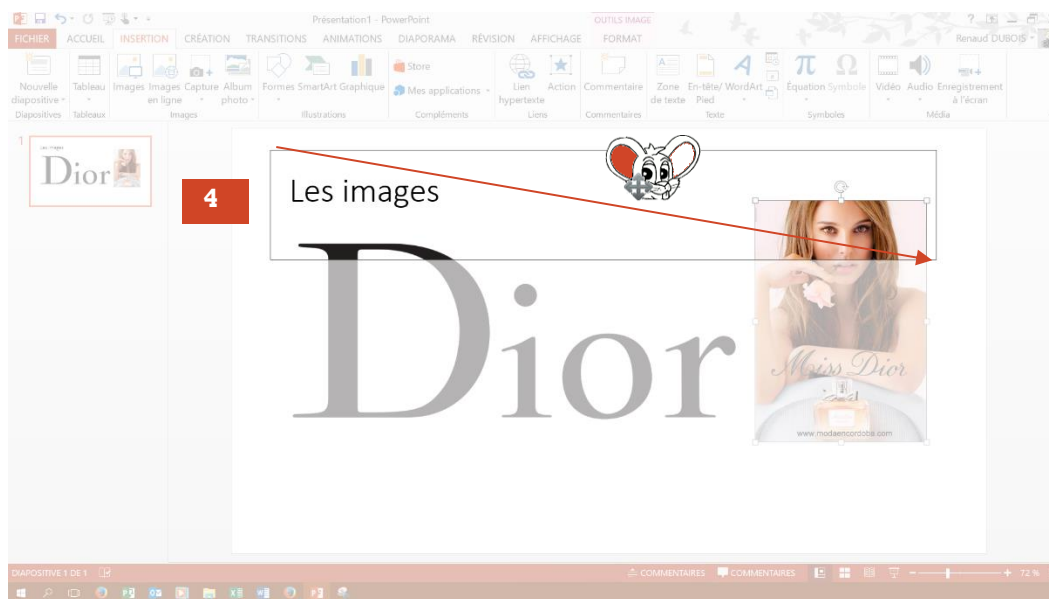 Présentation1 - PowerPoint
OUTILS IMAGE
?
FICHIER ACCUEIL INSERTION CRÉATION TRANSITIONS ANIMATIONS DIAPORAMA RÉVISION AFFICHAGE FORMAT
Renaud DUBOIS
Nouvelle diapositive
Tableau
Images
Images en ligne
Capture
Album photo
Formes
SmartArt
Graphique
Store
Mes applications
Lien hypertexte
Action
Commentaire
Zone de texte
En-tête/ Pied
WordArt
Équation
Symbole
Vidéo
Audio
Enregistrement à l'écran
Diapositives Tableaux Images Illustrations Compléments Liens Commentaires Texte Symboles Média
1
Les images
Dior
4
Les images
Dior
Miss Dior
www.modaencordoba.com
DIAPOSITIVE 1 DE 1
COMMENTAIRES
COMMENTAIRES
72 %